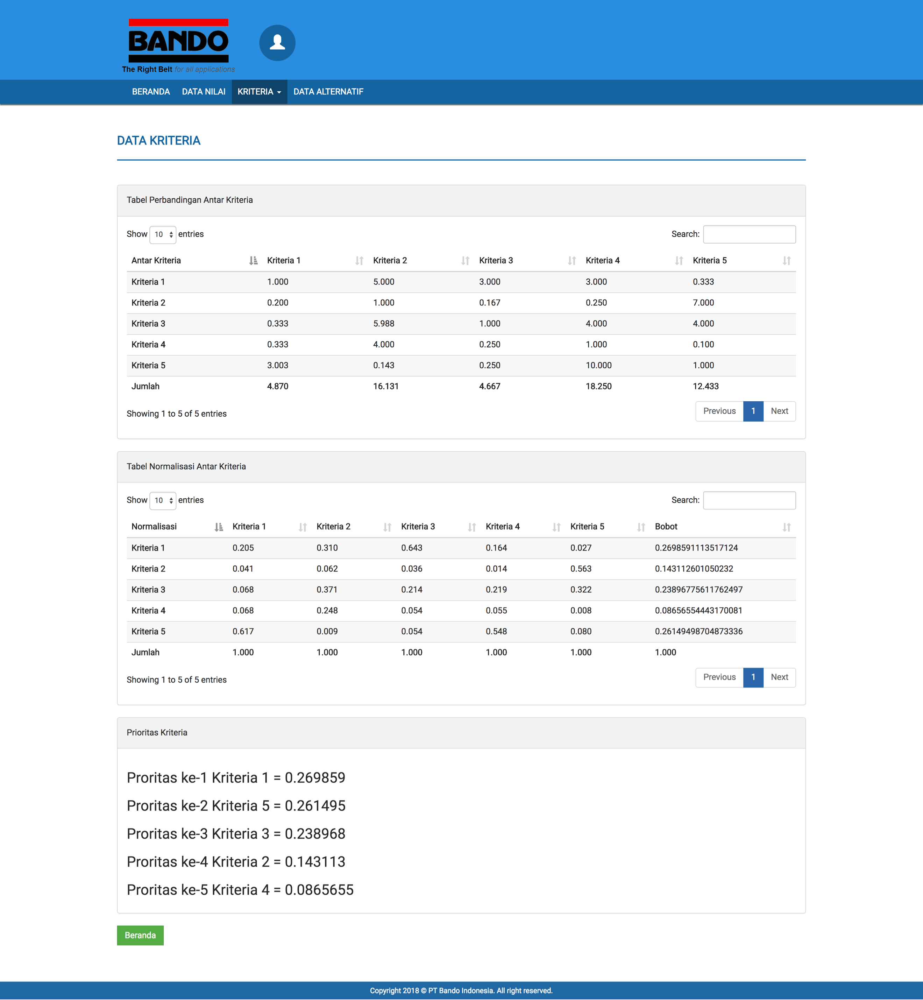 BANDO
The Right Belt for all applications
BERANDA DATA NILAI KRITERIA DATA ALTERNATIF
DATA KRITERIA
Tabel Perbandingan Antar Kriteria
Show 10 entries Search:
Antar Kriteria Kriteria 1 Kriteria 2 Kriteria 3 Kriteria 4 Kriteria 5
Kriteria 1 1.000 5.000 3.000 3.000 0.333
Kriteria 2 0.200 1.000 0.167 0.250 7.000
Kriteria 3 0.333 5.988 1.000 4.000 4.000
Kriteria 4 0.333 4.000 0.250 1.000 0.100
Kriteria 5 3.003 0.143 0.250 10.000 1.000
Jumlah 4.870 16.131 4.667 18.250 12.433
Showing 1 to 5 of 5 entries Previous 1 Next
Tabel Normalisasi Antar Kriteria
Show 10 entries Search:
Normalisasi Kriteria 1 Kriteria 2 Kriteria 3 Kriteria 4 Kriteria 5 Bobot
Kriteria 1 0.205 0.310 0.643 0.164 0.027 0.2698591113517124
Kriteria 2 0.041 0.062 0.036 0.014 0.563 0.143112601050232
Kriteria 3 0.068 0.371 0.214 0.219 0.322 0.23896775611762497
Kriteria 4 0.068 0.248 0.054 0.055 0.008 0.08656554443170081
Kriteria 5 0.617 0.009 0.054 0.548 0.080 0.26149498704873336
Jumlah 1.000 1.000 1.000 1.000 1.000 1.000
Showing 1 to 5 of 5 entries Previous 1 Next
Prioritas Kriteria
Proritas ke-1 Kriteria 1 = 0.269859
Proritas ke-2 Kriteria 5 = 0.261495
Proritas ke-3 Kriteria 3 = 0.238968
Proritas ke-4 Kriteria 2 = 0.143113
Proritas ke-5 Kriteria 4 = 0.0865655
Beranda
Copyright 2018 © PT Bando Indonesia. All right reserved.